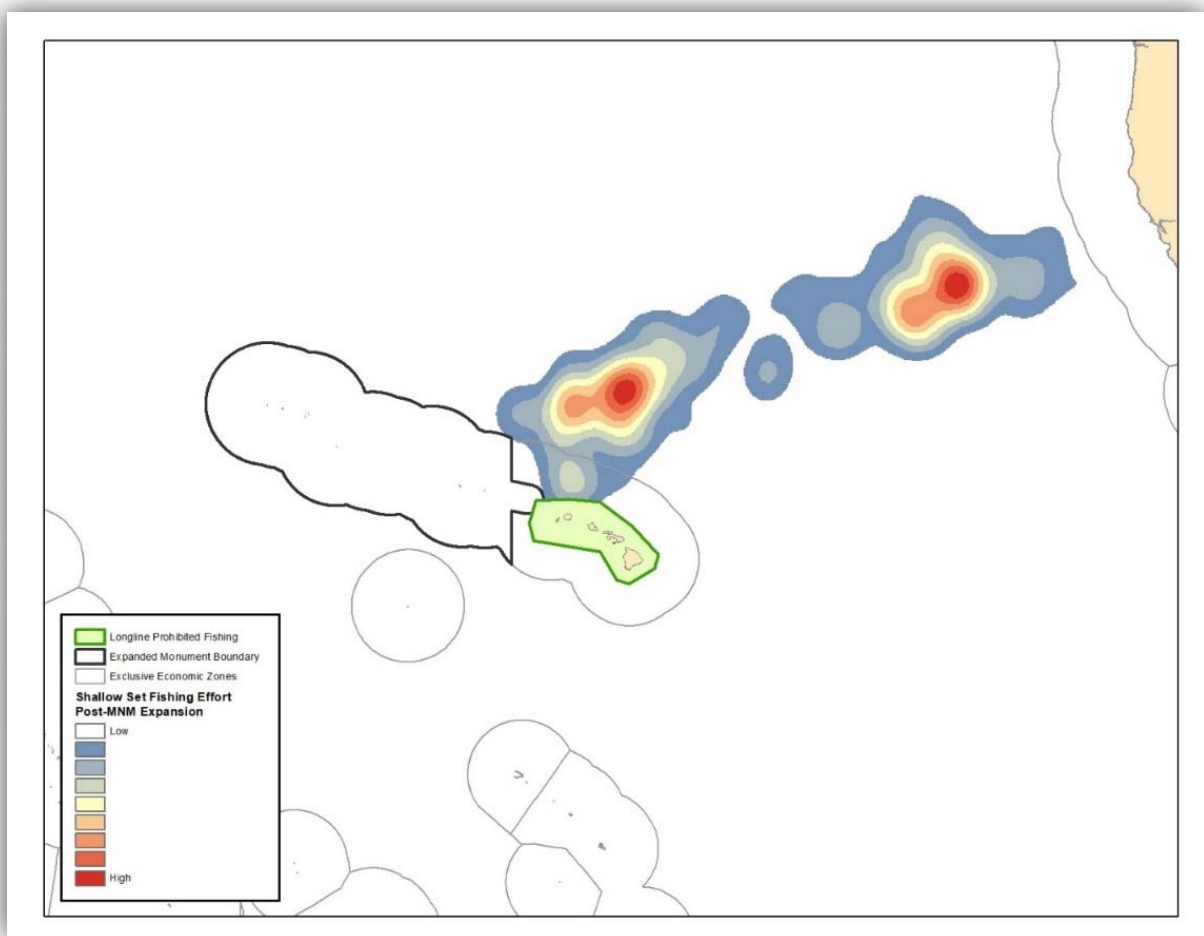 Longline Prohibited Fishing
Expanded Monument Boundary
Exclusive Economic Zones
Shallow Set Fishing Effort
Post-MNM Expansion
Low
High